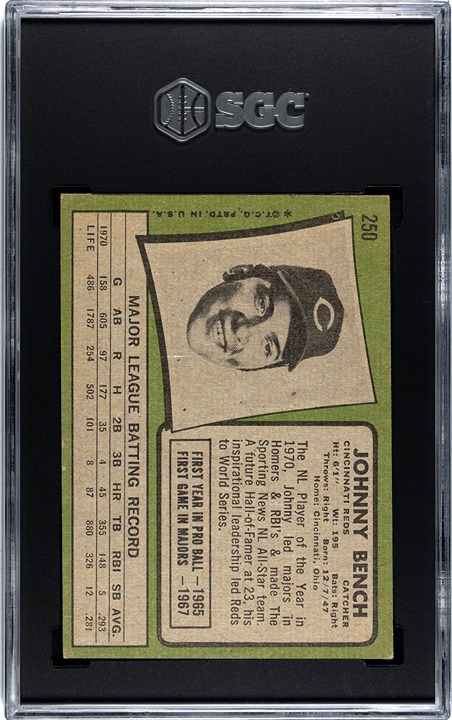 SGC
250
*©T.C.G. PRTD. IN U.S.A.
JOHNNY BENCH
CINCINNATI REDS CATCHER
Ht: 6'1" Wt: 195 Bats: Right
Throws: Right Born: 12/7/47
Home: Cincinnati, Ohio
The NL Player of the Year in
1970, Johnny led majors in
Homers & RBI's & made The
Sporting News NL All-Star team.
A future Hall-of-Famer at 23, his
inspirational leadership led Reds
to World Series.
FIRST YEAR IN PRO BALL — 1965
FIRST GAME IN MAJORS — 1967
MAJOR LEAGUE BATTING RECORD
G AB R H 2B 3B HR TB RBI SB AVG.
1970 158 605 97 177 35 4 45 355 148 5 .293
LIFE 486 1787 254 502 101 8 87 880 326 12 .281